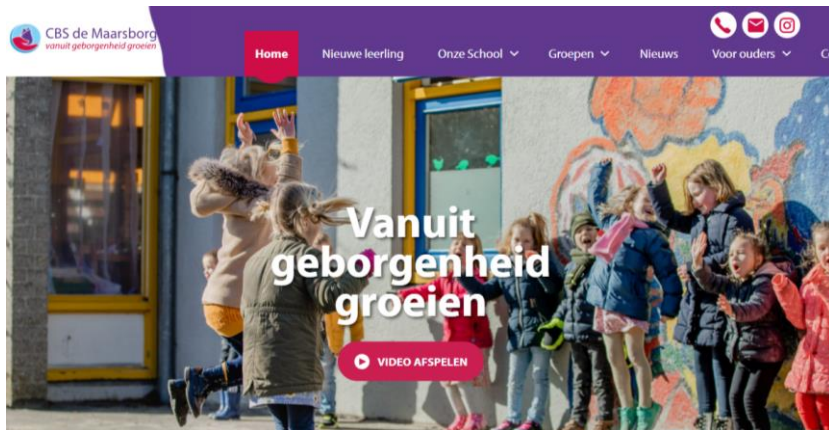 CBS de Maarsborg
vanuit geborgenheid groeien
Home
Nieuwe leerling
Onze School
Groepen
Nieuws
Voor ouders
Vanuit
geborgenheid
groeien
VIDEO AFSPELEN